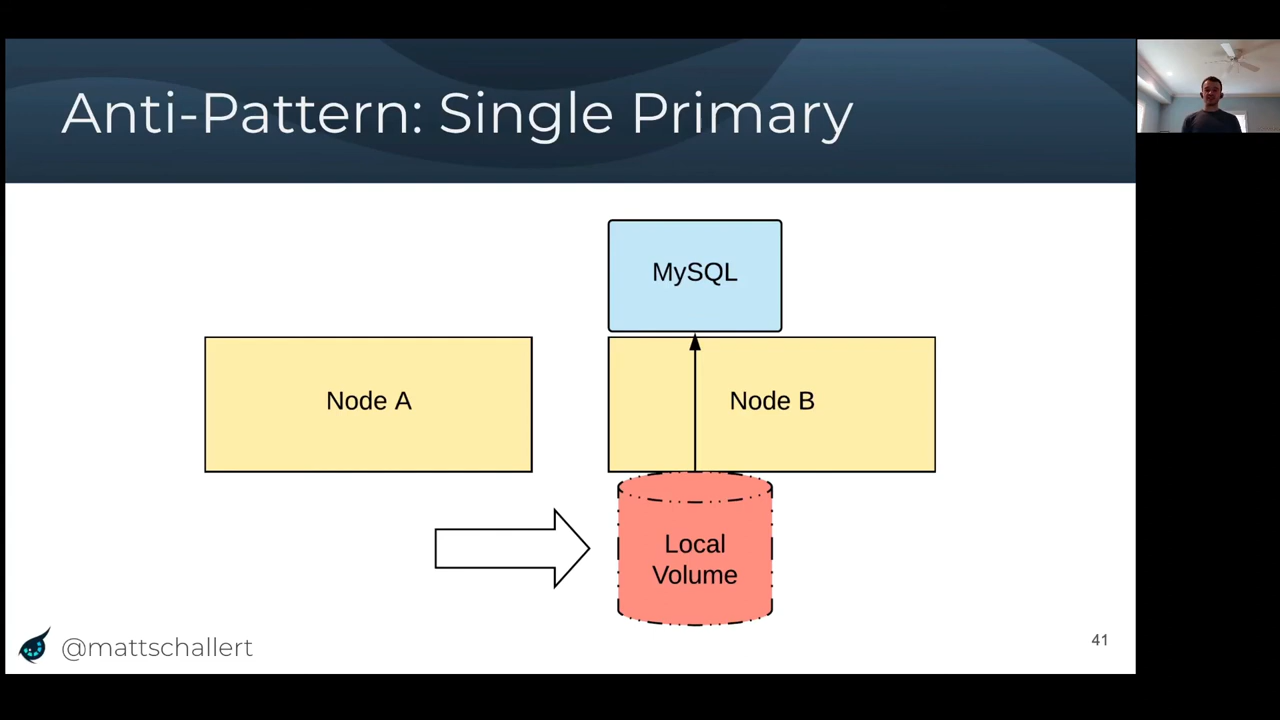 Anti-Pattern: Single Primary
MySQL
Node A
Node B
Local
Volume
@mattschallert
41